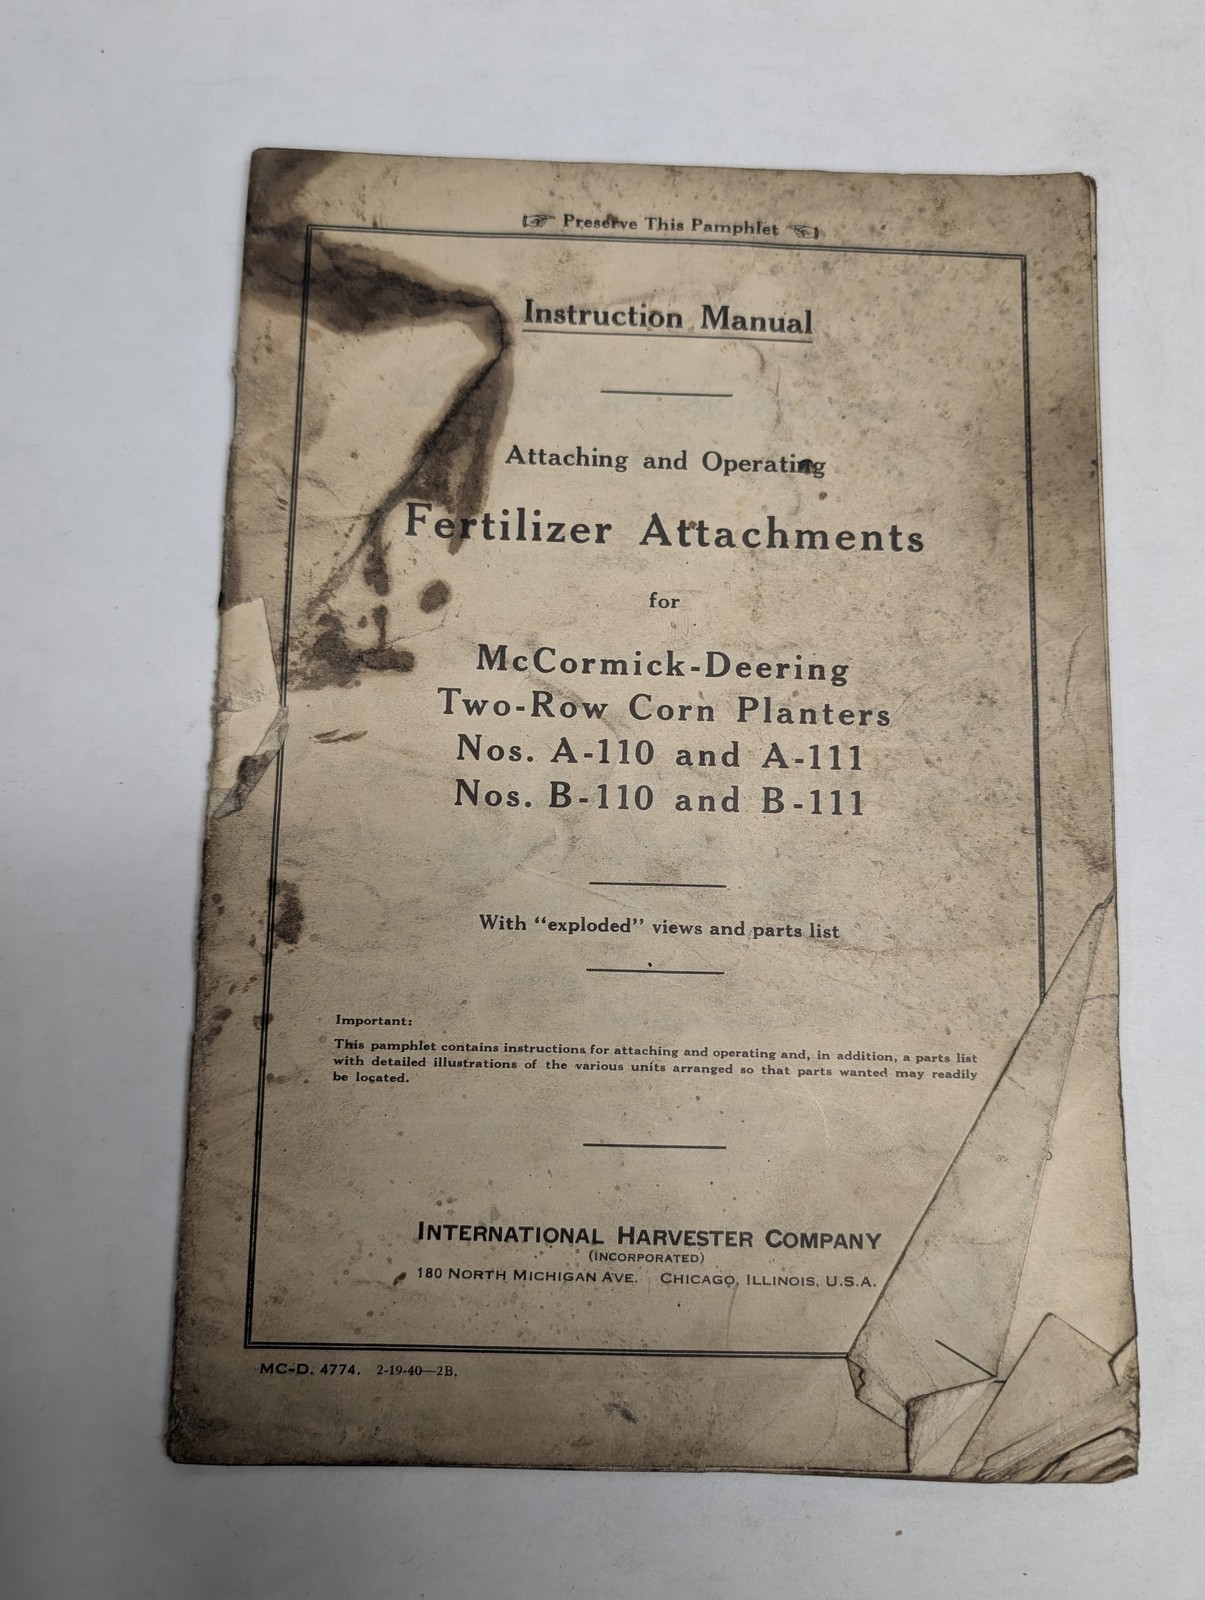 Preserve This Pamphlet
Instruction Manual
Attaching and Operating
Fertilizer Attachments
for
McCormick-Deering
Two-Row Corn Planters
Nos. A-110 and A-111
Nos. B-110 and B-111
With “exploded” views and parts list
Important:
This pamphlet contains instructions for attaching and operating and, in addition, a parts list
with detailed illustrations of the various units arranged so that parts wanted may readily
be located.
INTERNATIONAL HARVESTER COMPANY
(INCORPORATED)
180 NORTH MICHIGAN AVE. CHICAGO, ILLINOIS, U.S.A.
MC-D. 4774. 2-19-40—2B.